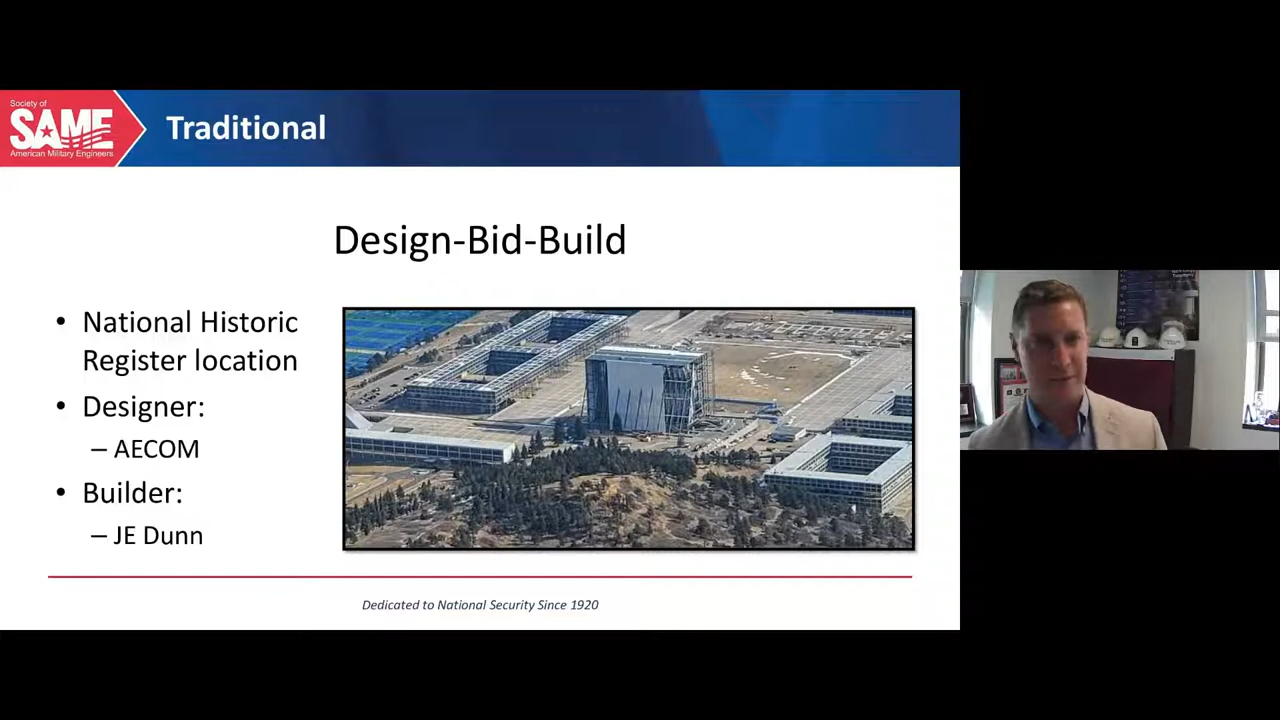 Society of
SAME
American Military Engineers
Traditional
Design-Bid-Build
• National Historic
Register location
• Designer:
– AECOM
• Builder:
– JE Dunn
Dedicated to National Security Since 1920